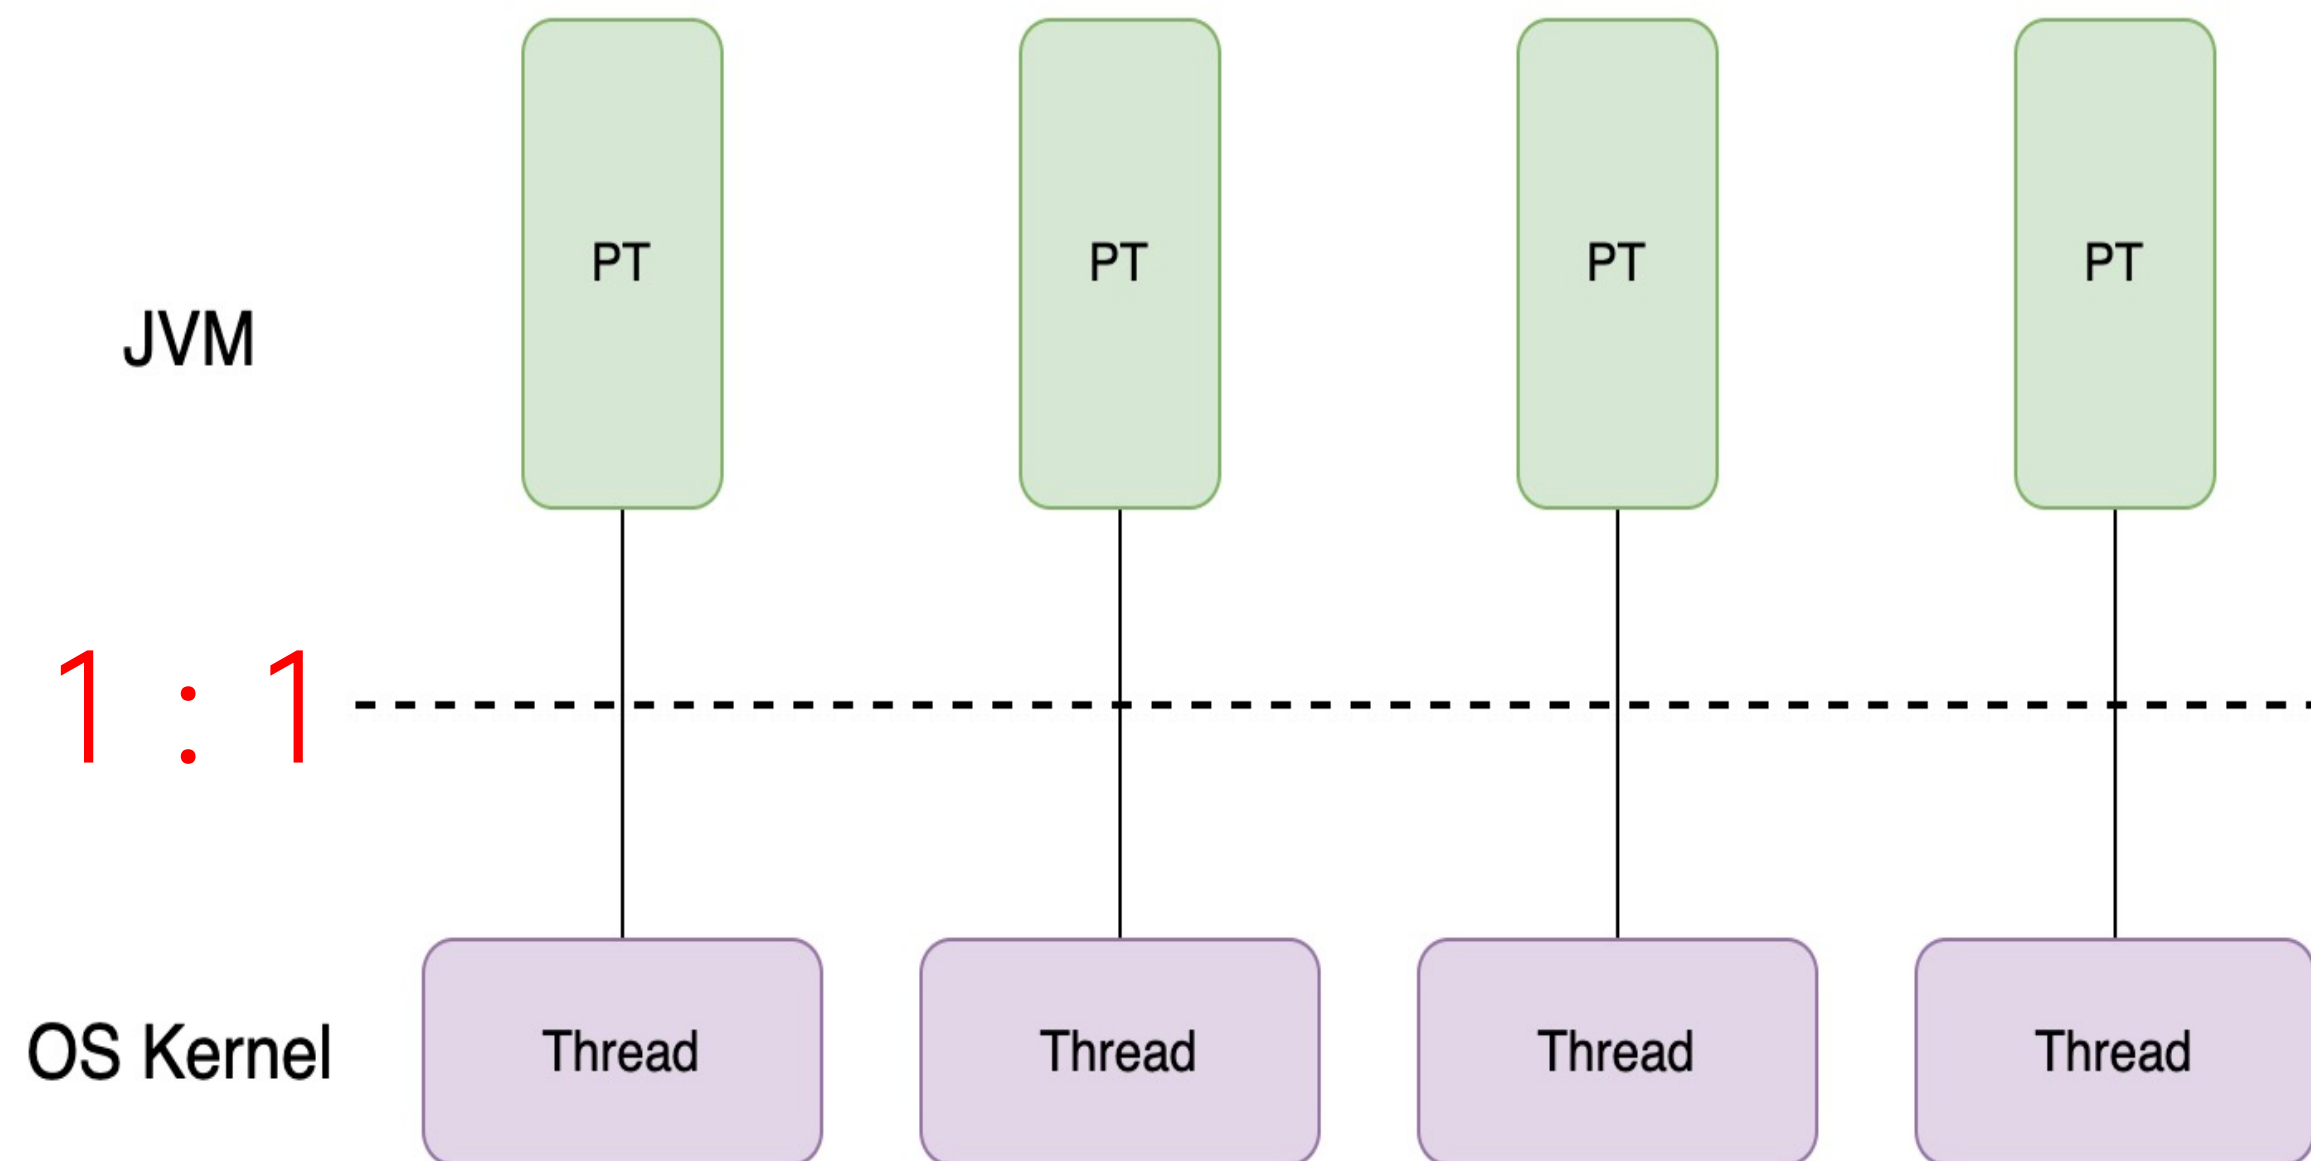 PT PT PT PT
JVM
1 : 1
OS Kernel Thread Thread Thread Thread